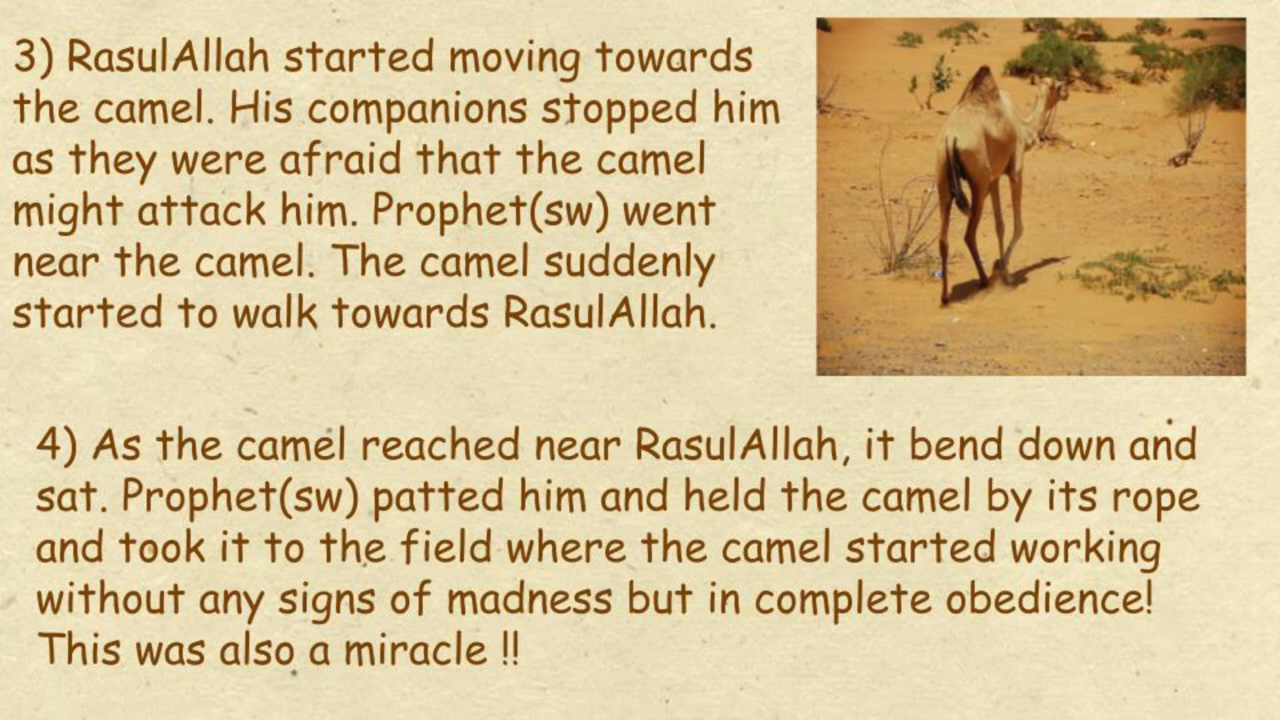 3) RasulAllah started moving towards
the camel. His companions stopped him
as they were afraid that the camel
might attack him. Prophet(sw) went
near the camel. The camel suddenly
started to walk towards RasulAllah.
4) As the camel reached near RasulAllah, it bend down and
sat. Prophet(sw) patted him and held the camel by its rope
and took it to the field where the camel started working
without any signs of madness but in complete obedience!
This was also a miracle !!